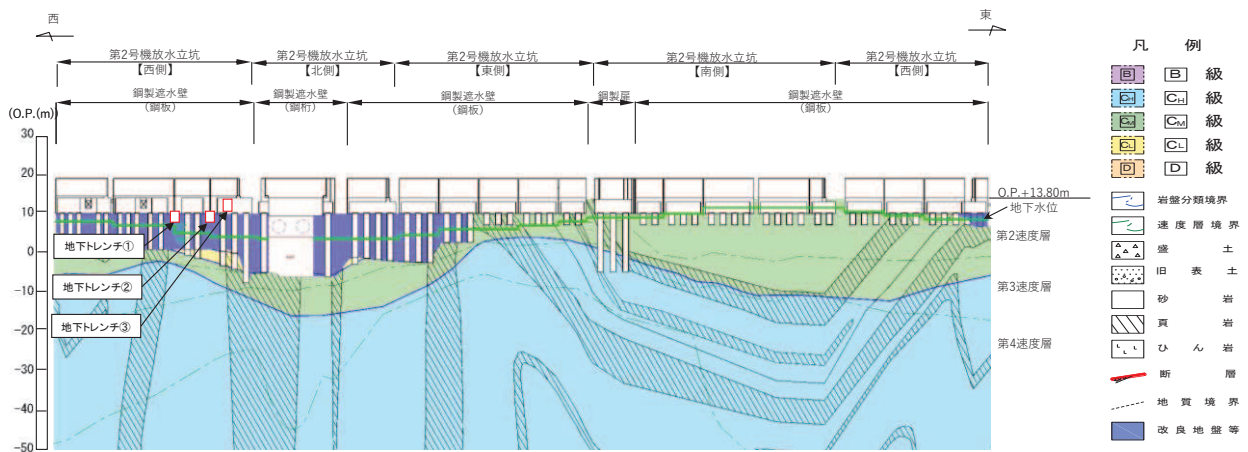 西
東
第2号機放水立坑
【西側】
第2号機放水立坑
【北側】
第2号機放水立坑
【東側】
第2号機放水立坑
【南側】
第2号機放水立坑
【西側】
鋼製遮水壁
(鋼板)
鋼製遮水壁
(鋼桁)
鋼製遮水壁
(鋼板)
鋼製扉
鋼製遮水壁
(鋼板)
(O.P.(m)
30
20
10
0
-10
-20
-30
-40
-50
O.P.+13.80m
地下水位
第2速度層
第3速度層
第4速度層
地下トレンチ①
地下トレンチ②
地下トレンチ③
凡例
B B 級
CH CH 級
CM CM 級
CL CL 級
D D 級
岩盤分類境界
速度層境界
盛土
旧表土
砂岩
頁岩
ひん岩
断層
地質境界
改良地盤等